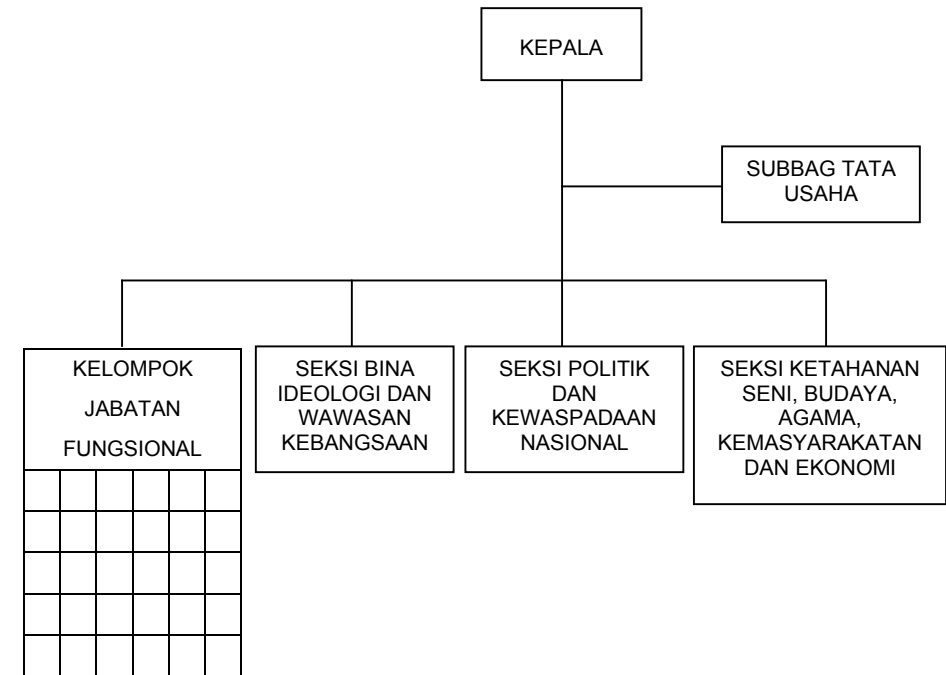 KEPALA
SUBBAG TATA
USAHA
KELOMPOK
JABATAN
FUNGSIONAL
SEKSI BINA
IDEOLOGI DAN
WAWASAN
KEBANGSAAN
SEKSI POLITIK
DAN
KEWASPADAAN
NASIONAL
SEKSI KETAHANAN
SENI, BUDAYA,
AGAMA,
KEMASYARAKATAN
DAN EKONOMI